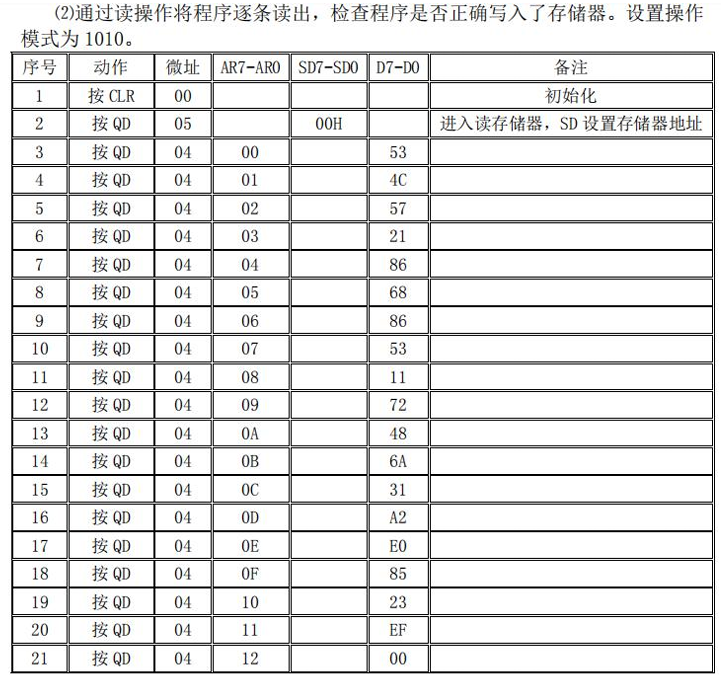 ⑵通过读操作将程序逐条读出，检查程序是否正确写入了存储器。设置操作
模式为 1010。
序号 动作 微址 AR7-AR0 SD7-SD0 D7-D0 备注
1 按 CLR 00 初始化
2 按 QD 05 00H 进入读存储器，SD 设置存储器地址
3 按 QD 04 00 53
4 按 QD 04 01 4C
5 按 QD 04 02 57
6 按 QD 04 03 21
7 按 QD 04 04 86
8 按 QD 04 05 68
9 按 QD 04 06 86
10 按 QD 04 07 53
11 按 QD 04 08 11
12 按 QD 04 09 72
13 按 QD 04 0A 48
14 按 QD 04 0B 6A
15 按 QD 04 0C 31
16 按 QD 04 0D A2
17 按 QD 04 0E E0
18 按 QD 04 0F 85
19 按 QD 04 10 23
20 按 QD 04 11 EF
21 按 QD 04 12 00